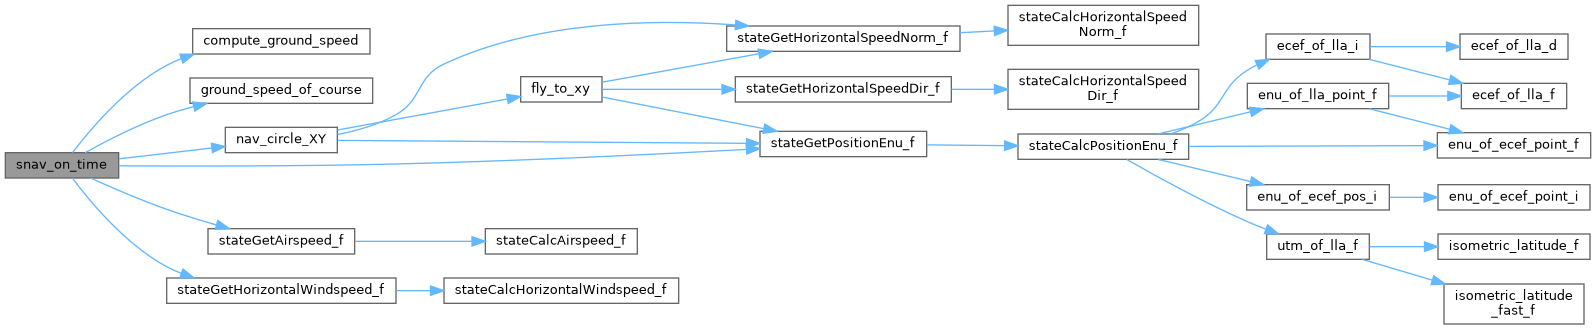 snav_on_time
compute_ground_speed
ground_speed_of_course
nav_circle_XY
stateGetAirspeed_f
stateGetHorizontalWindspeed_f
fly_to_xy
stateCalcAirspeed_f
stateCalcHorizontalWindspeed_f
stateGetHorizontalSpeedNorm_f
stateGetHorizontalSpeedDir_f
stateGetPositionEnu_f
stateCalcHorizontalSpeed
Norm_f
stateCalcHorizontalSpeed
Dir_f
stateCalcPositionEnu_f
ecef_of_lla_i
enu_of_lla_point_f
enu_of_ecef_pos_i
utm_of_lla_f
ecef_of_lla_d
ecef_of_lla_f
enu_of_ecef_point_f
enu_of_ecef_point_i
isometric_latitude_f
isometric_latitude
_fast_f